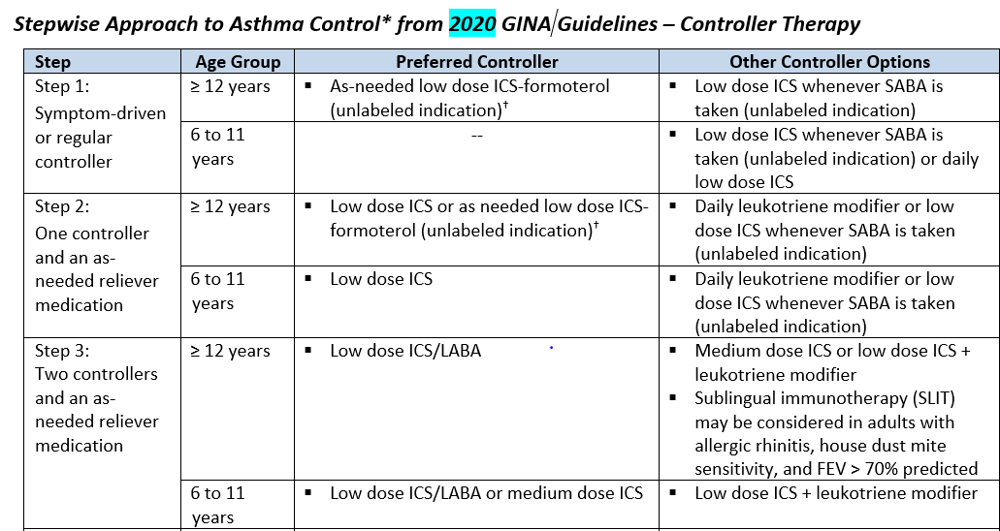 Stepwise Approach to Asthma Control* from 2020 GINA/Guidelines – Controller Therapy
Step
Age Group
Preferred Controller
Other Controller Options
Step 1:
Symptom-driven
or regular
controller
≥ 12 years
▪ As-needed low dose ICS-formoterol
(unlabeled indication)†
▪ Low dose ICS whenever SABA is
taken (unlabeled indication)
6 to 11
years
--
▪ Low dose ICS whenever SABA is
taken (unlabeled indication) or daily
low dose ICS
Step 2:
One controller
and an as-
needed reliever
medication
≥ 12 years
▪ Low dose ICS or as needed low dose ICS-
formoterol (unlabeled indication)†
▪ Daily leukotriene modifier or low
dose ICS whenever SABA is taken
(unlabeled indication)
6 to 11
years
▪ Low dose ICS
▪ Daily leukotriene modifier or low
dose ICS whenever SABA is taken
(unlabeled indication)
Step 3:
Two controllers
and an as-
needed reliever
medication
≥ 12 years
▪ Low dose ICS/LABA
▪ Medium dose ICS or low dose ICS +
leukotriene modifier
▪ Sublingual immunotherapy (SLIT)
may be considered in adults with
allergic rhinitis, house dust mite
sensitivity, and FEV > 70% predicted
6 to 11
years
▪ Low dose ICS/LABA or medium dose ICS
▪ Low dose ICS + leukotriene modifier